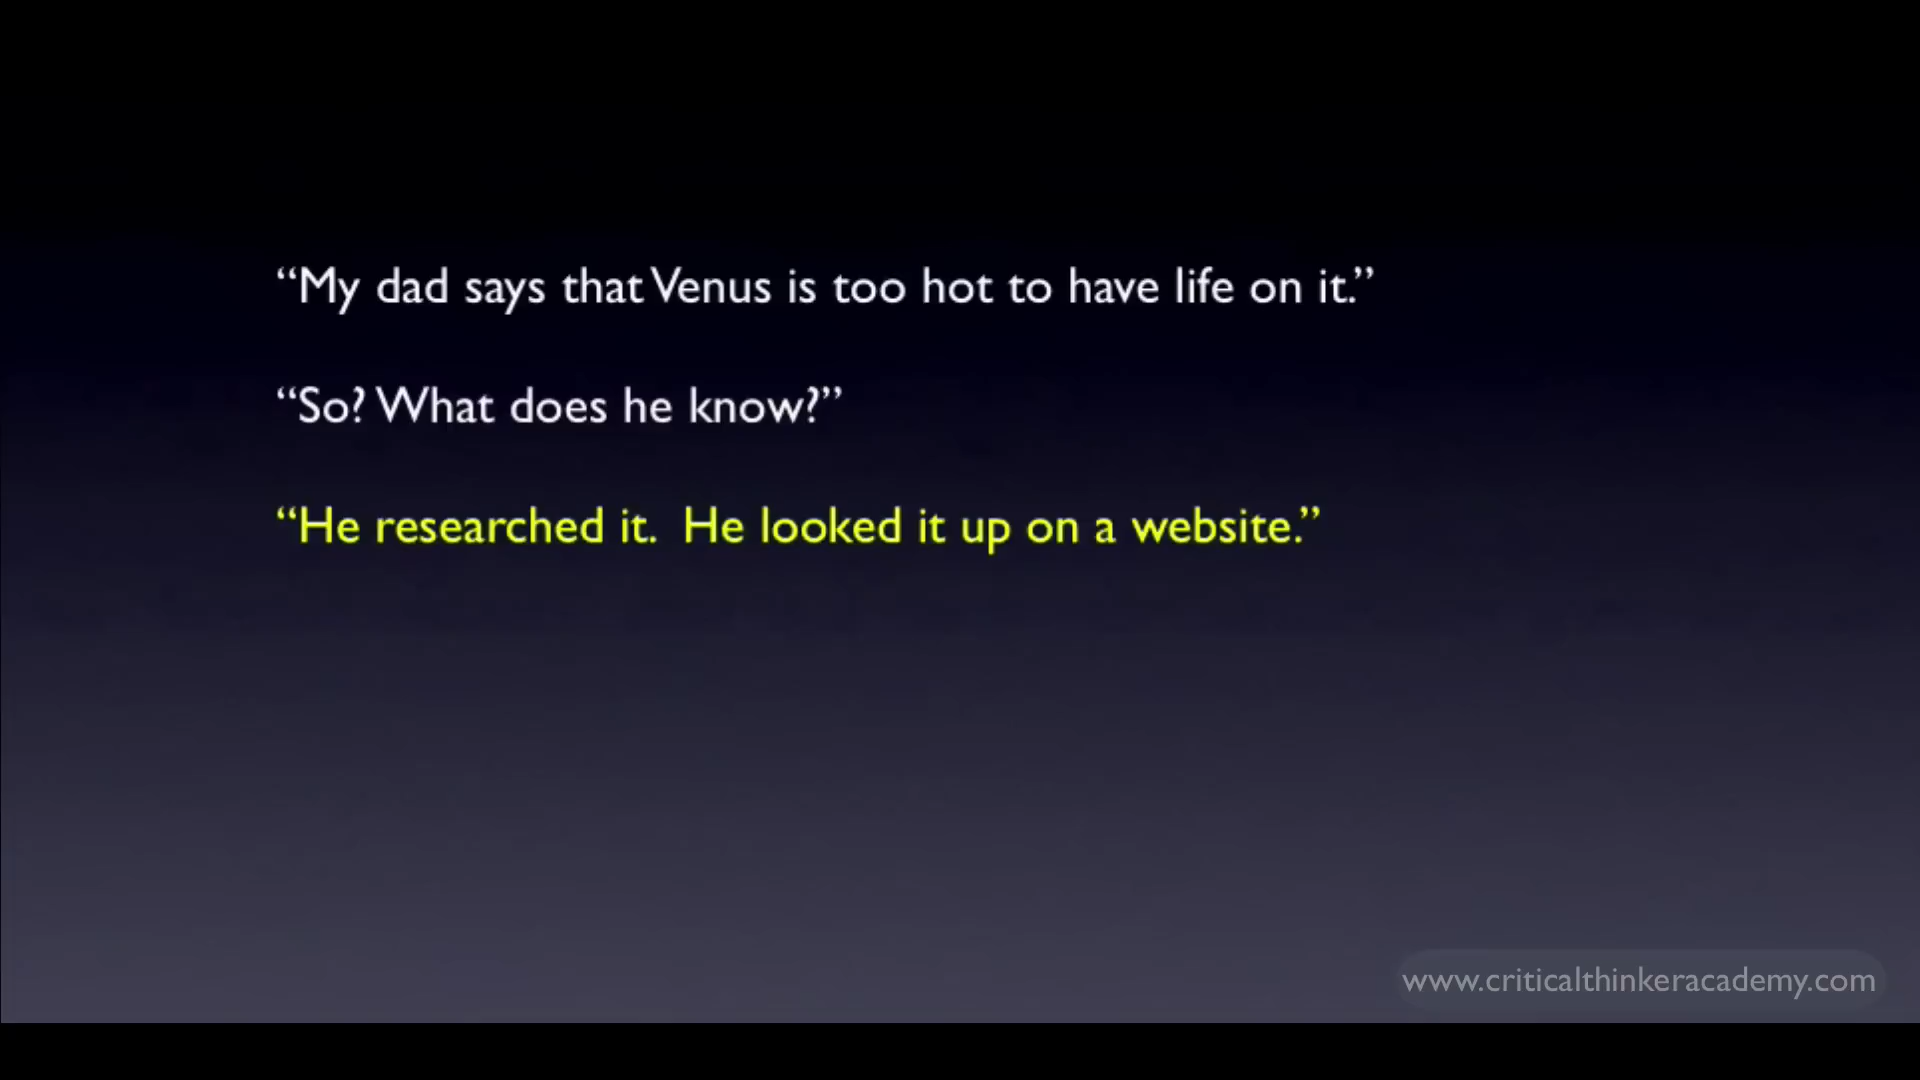 “My dad says that Venus is too hot to have life on it.”
“So? What does he know?”
“He researched it.  He looked it up on a website.”
www.criticalthinkeracademy.com